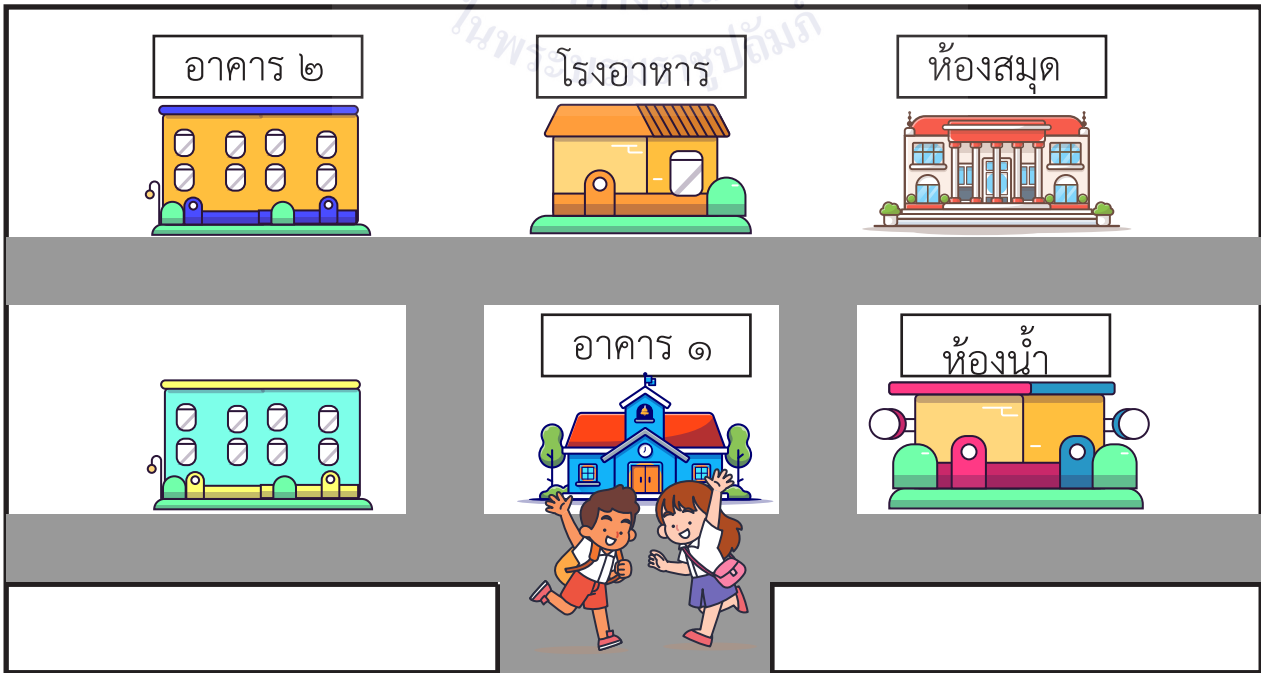 อาคาร ๒
โรงอาหาร
ห้องสมุด
อาคาร ๑
ห้องน้ำ